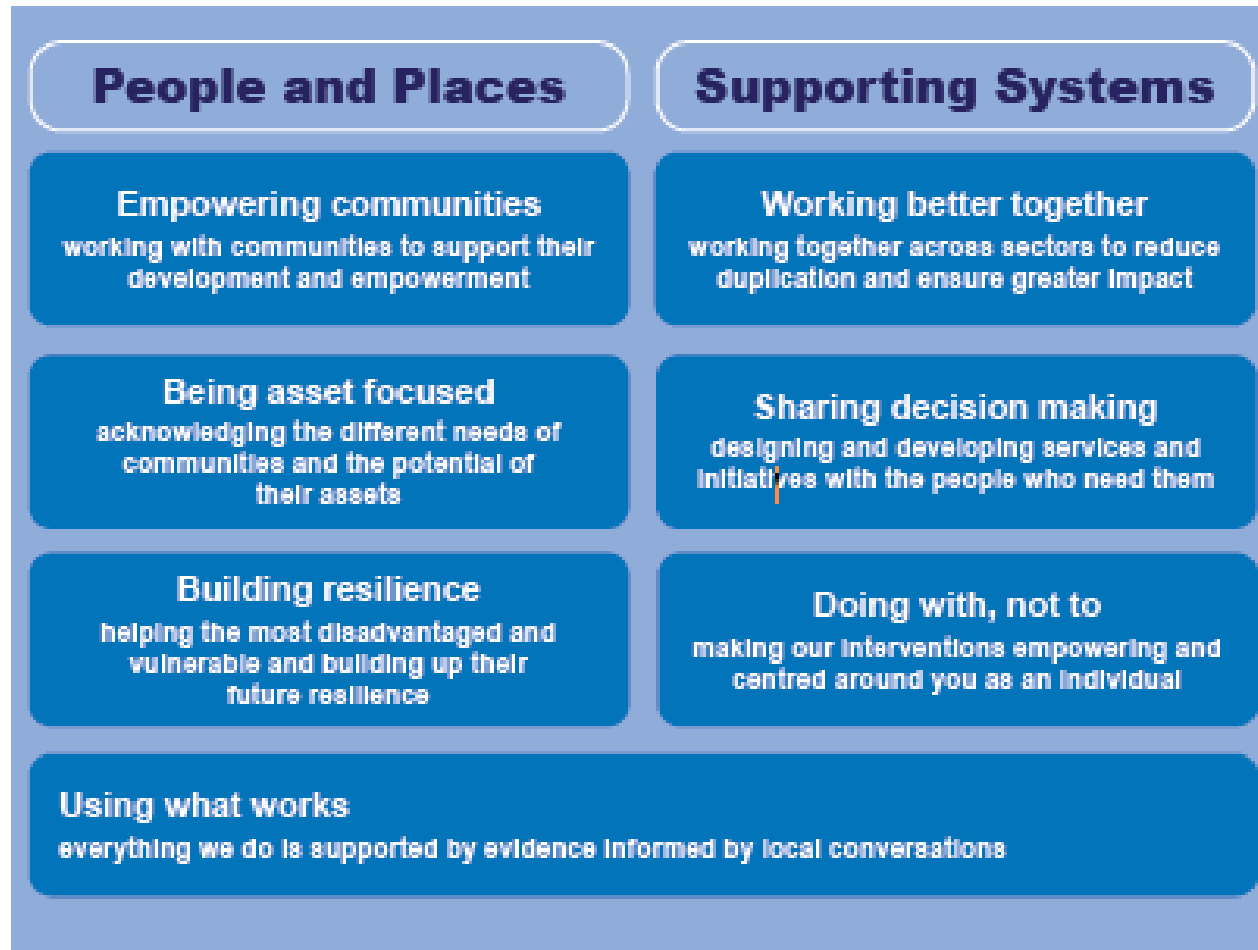 People and Places
Empowering communities
working with communities to support their
development and empowerment
Being asset focused
acknowledging the different needs of
communities and the potential of
their assets
Building resilience
helping the most disadvantaged and
vulnerable and building up their
future resilience
Supporting Systems
Working better together
working together across sectors to reduce
duplication and ensure greater impact
Sharing decision making
designing and developing services and
initiatives with the people who need them
Doing with, not to
making our interventions empowering and
centred around you as an individual
Using what works
everything we do is supported by evidence informed by local conversations